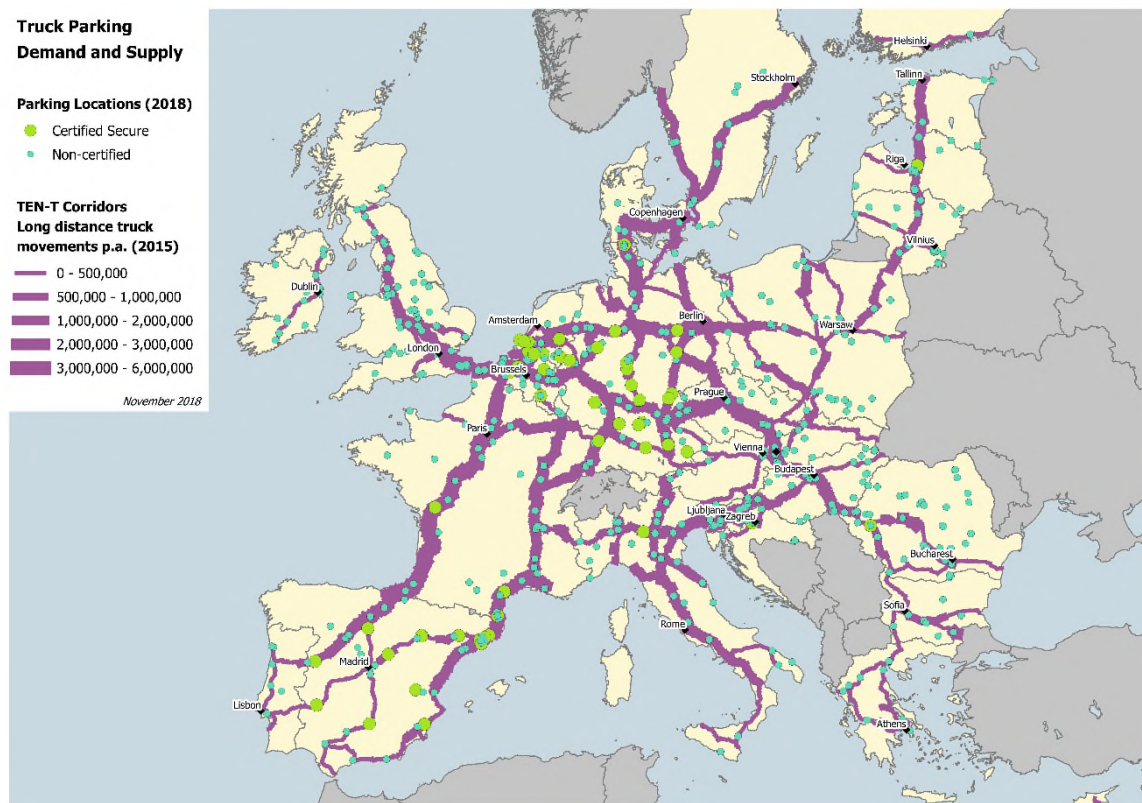 Truck Parking
Demand and Supply
Parking Locations (2018)
Certified Secure
Non-certified
TEN-T Corridors
Long distance truck
movements p.a. (2015)
0 - 500,000
500,000 - 1,000,000
1,000,000 - 2,000,000
2,000,000 - 3,000,000
3,000,000 - 6,000,000
November 2018
Helsinki
Tallinn
Stockholm
Riga
Copenhagen
Vilnius
Dublin
Amsterdam
Berlin
Warsaw
London
Brussels
Prague
Paris
Vienna
Budapest
Ljubljana
Zagreb
Bucharest
Sofia
Rome
Madrid
Lisbon
Athens